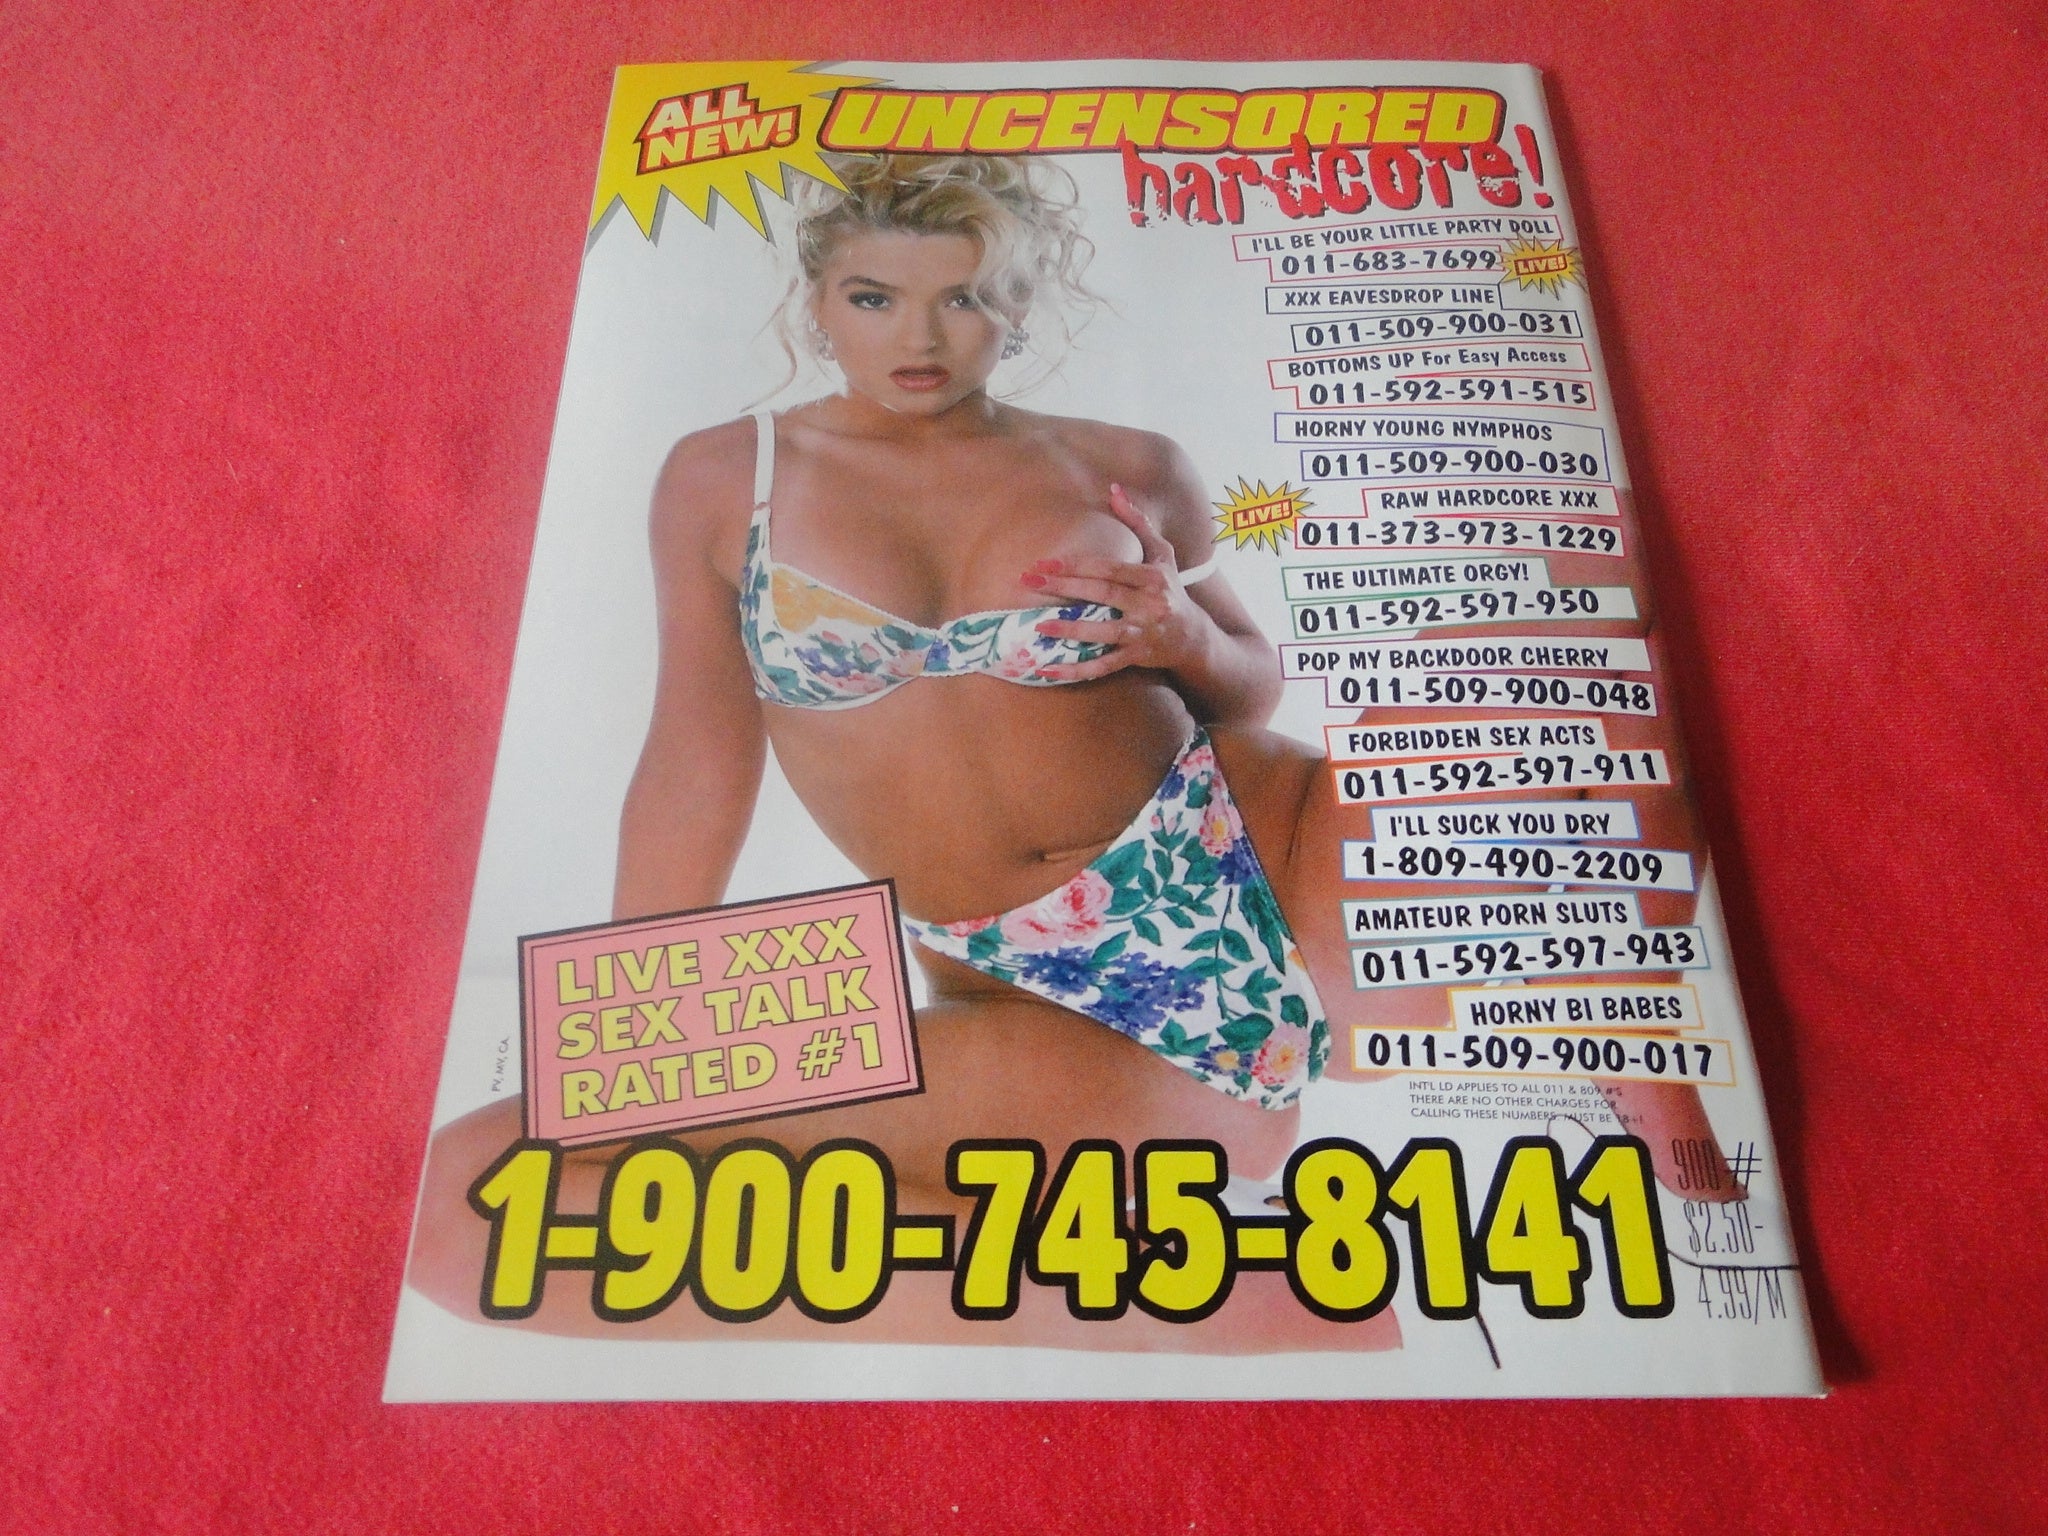 ALL
NEW!
UNCENSORED
hardcore!
I'LL BE YOUR LITTLE PARTY DOLL
011-683-7699
LIVE!
XXX EAVESDROP LINE
011-509-900-031
BOTTOMS UP For Easy Access
011-592-591-515
HORNY YOUNG NYMPHOS
011-509-900-030
RAW HARDCORE XXX
LIVE!
011-373-973-1229
THE ULTIMATE ORGY!
011-592-597-950
POP MY BACKDOOR CHERRY
011-509-900-048
FORBIDDEN SEX ACTS
011-592-597-911
I'LL SUCK YOU DRY
1-809-490-2209
AMATEUR PORN SLUTS
011-592-597-943
HORNY BI BABES
011-509-900-017
INT'L LD APPLIES TO ALL 011 & 809 #'S
THERE ARE NO OTHER CHARGES FOR
CALLING THESE NUMBERS. MUST BE 18+!
LIVE XXX
SEX TALK
RATED #1
PV, MV, CA.
1-900-745-8141
900 #
$2.50-
4.99/M